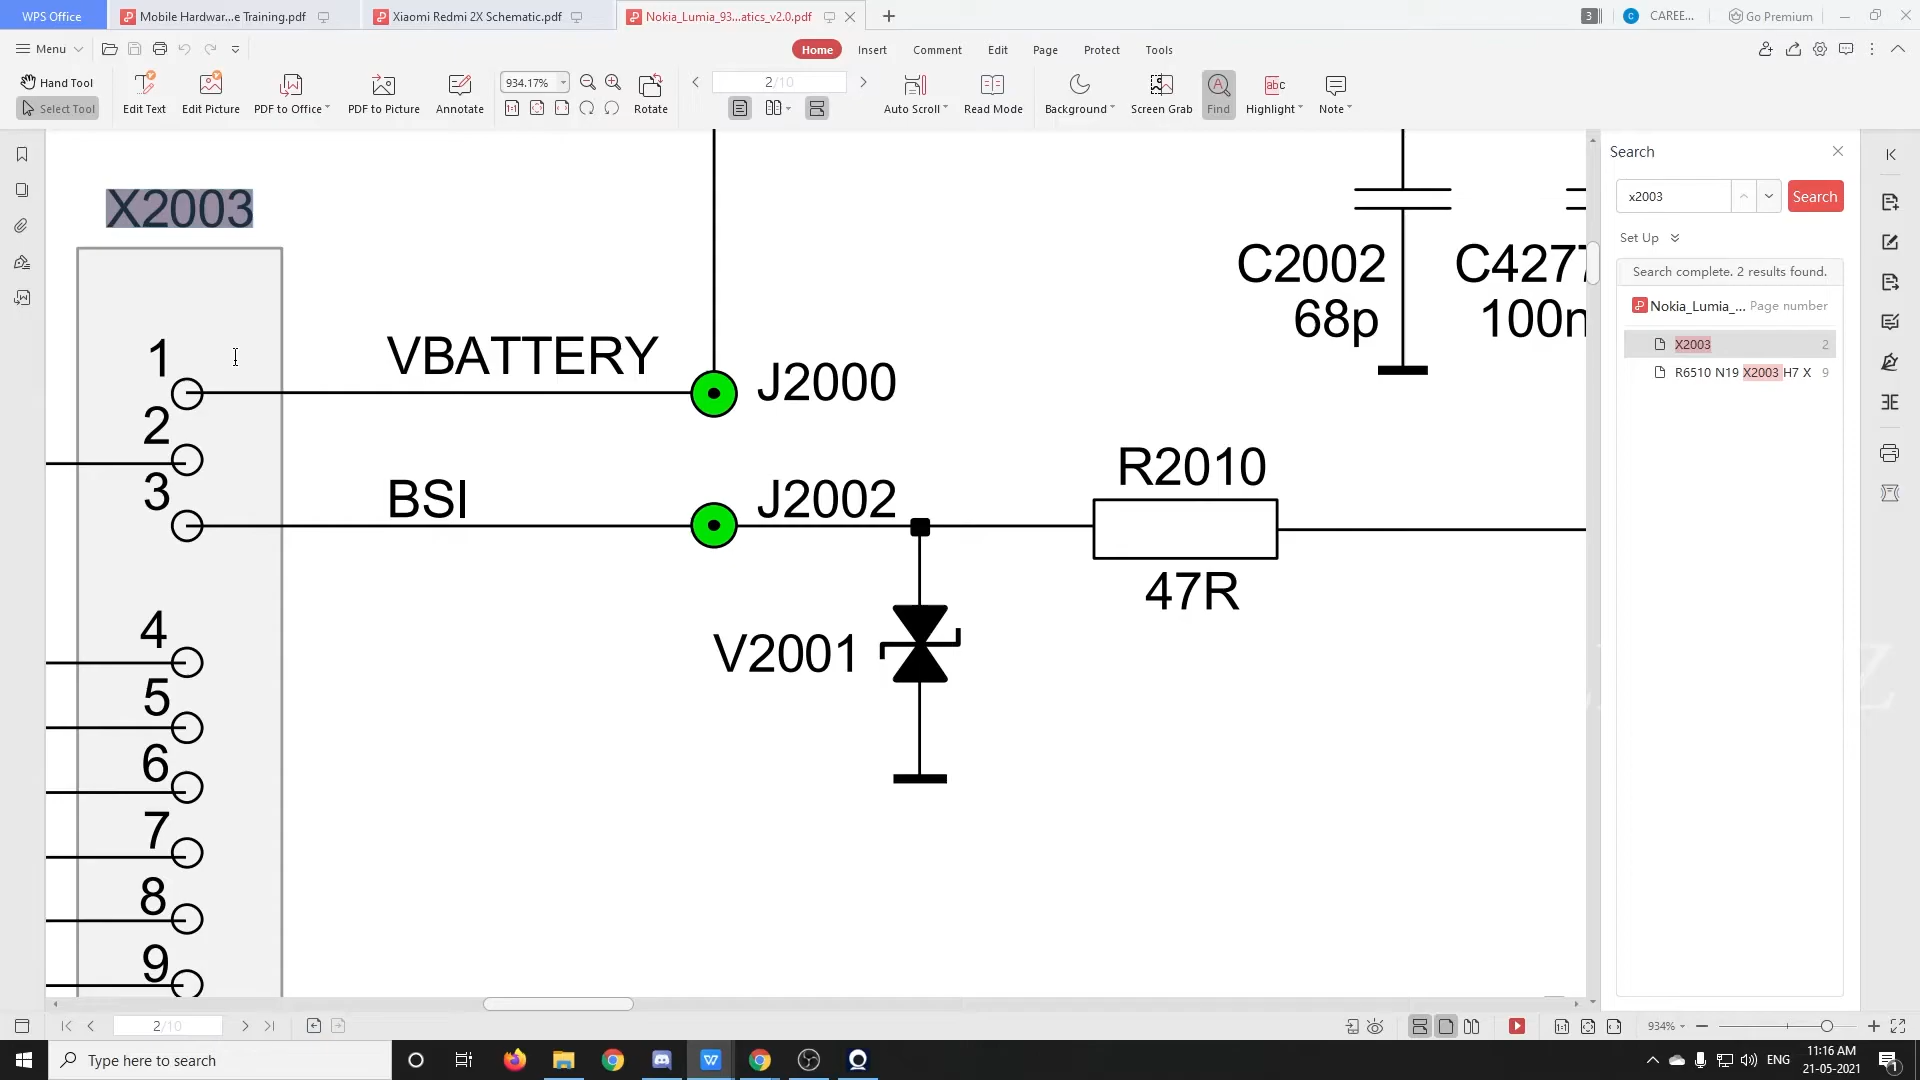 WPS Office
Mobile Hardwar...e Training.pdf
Xiaomi Redmi 2X Schematic.pdf
Nokia_Lumia_93...atics_v2.0.pdf
3
C
CAREE...
Go Premium
Menu
Home
Insert
Comment
Edit
Page
Protect
Tools
Hand Tool
Select Tool
Edit Text
Edit Picture
PDF to Office
PDF to Picture
Annotate
934.17%
Rotate
2/10
Auto Scroll
Read Mode
Background
Screen Grab
Find
Highlight
Note
X2003
1
2
3
4
5
6
7
8
9
VBATTERY
J2000
BSI
J2002
V2001
R2010
47R
C2002
68p
C4277
100n
Search
x2003
Search
Set Up
Search complete. 2 results found.
Nokia_Lumia_... Page number
X2003 2
R6510 N19 X2003 H7 X 9
2/10
934%
Type here to search
ENG
11:16 AM
21-05-2021
1